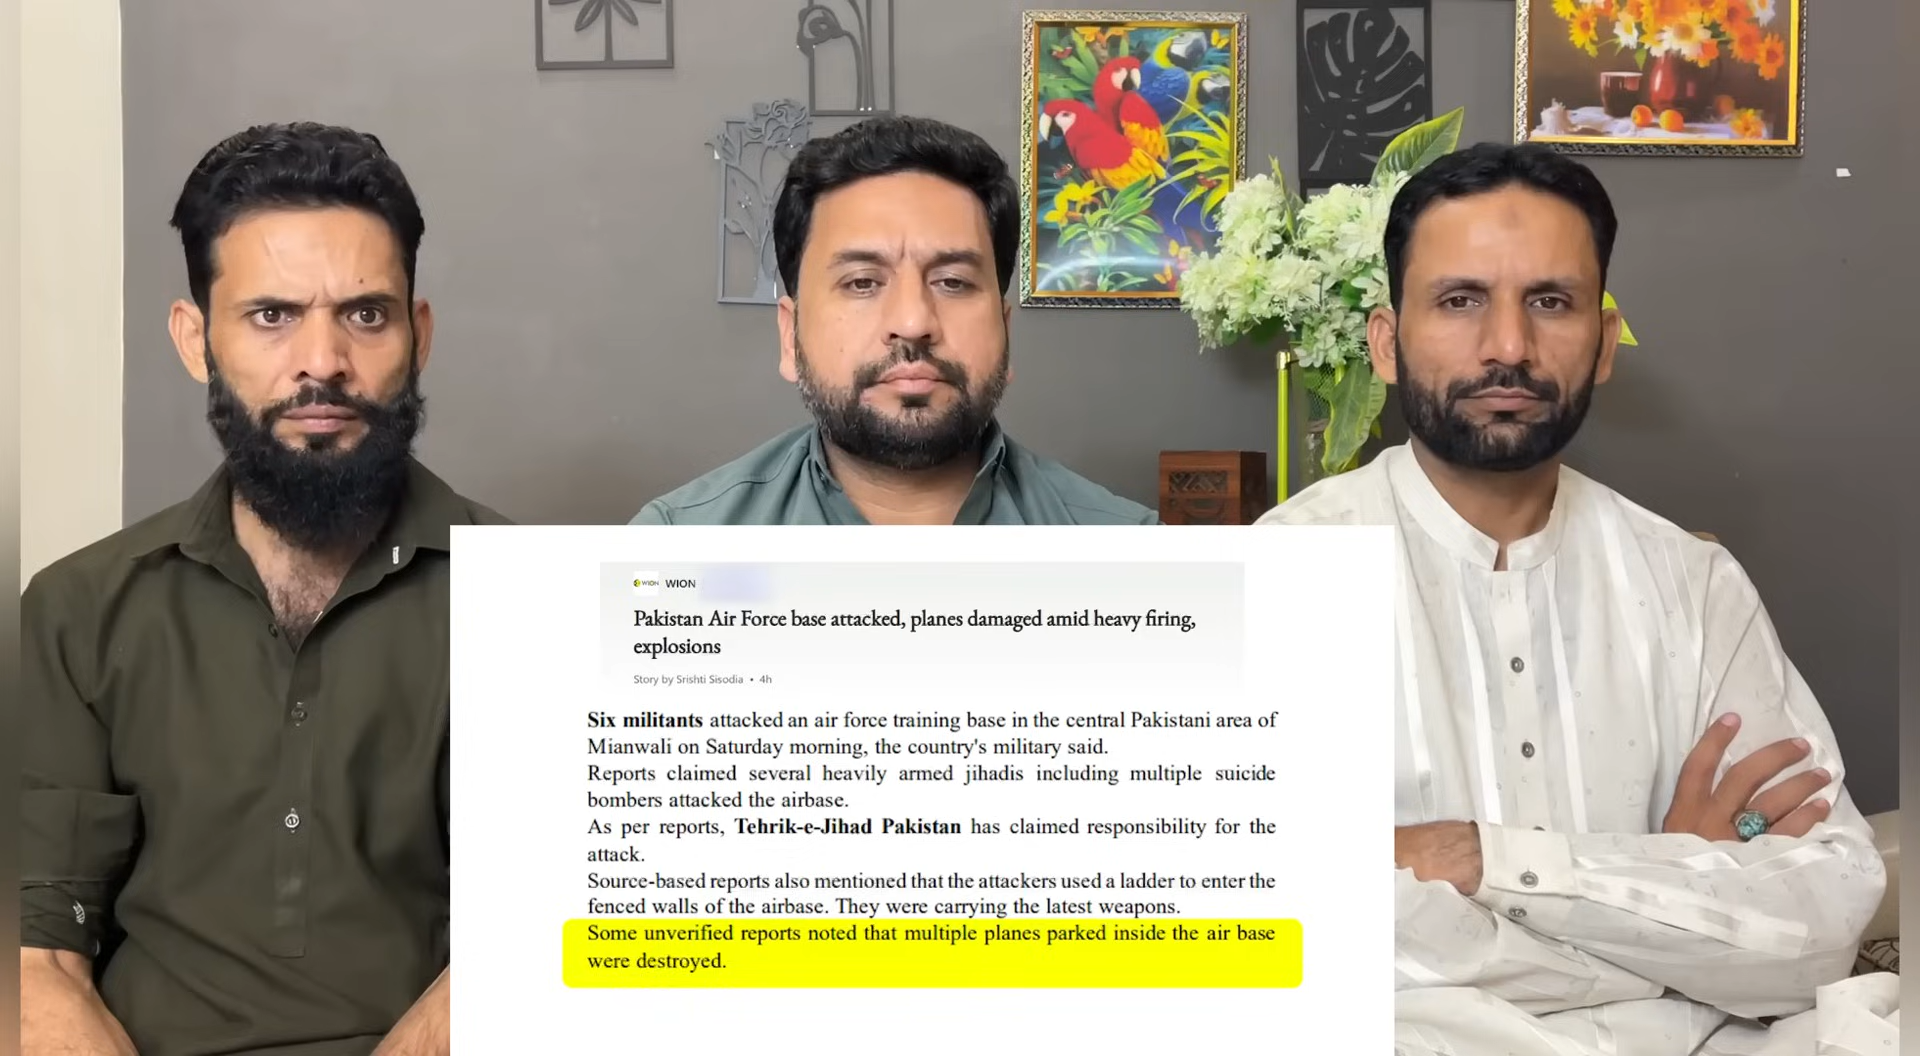 WION WION
Pakistan Air Force base attacked, planes damaged amid heavy firing,
explosions
Story by Srishti Sisodia • 4h
Six militants attacked an air force training base in the central Pakistani area of
Mianwali on Saturday morning, the country's military said.
Reports claimed several heavily armed jihadis including multiple suicide
bombers attacked the airbase.
As per reports, Tehrik-e-Jihad Pakistan has claimed responsibility for the
attack.
Source-based reports also mentioned that the attackers used a ladder to enter the
fenced walls of the airbase. They were carrying the latest weapons.
Some unverified reports noted that multiple planes parked inside the air base
were destroyed.